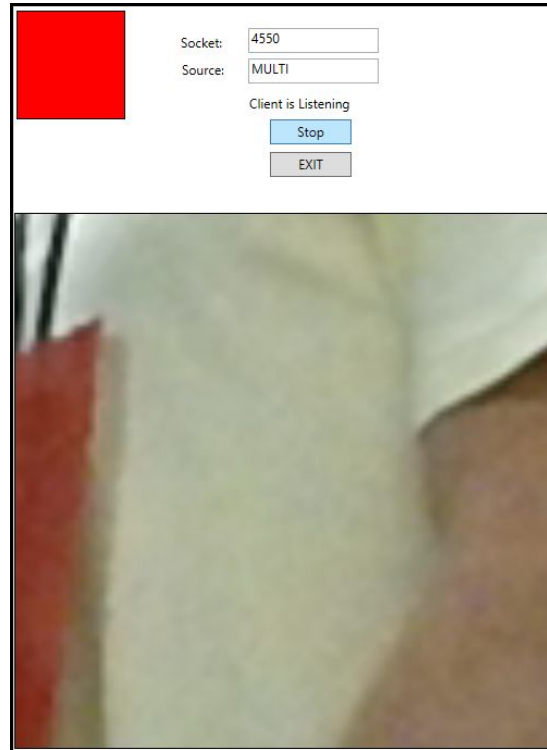 Socket: 4550
Source: MULTI
Client is Listening
Stop
EXIT